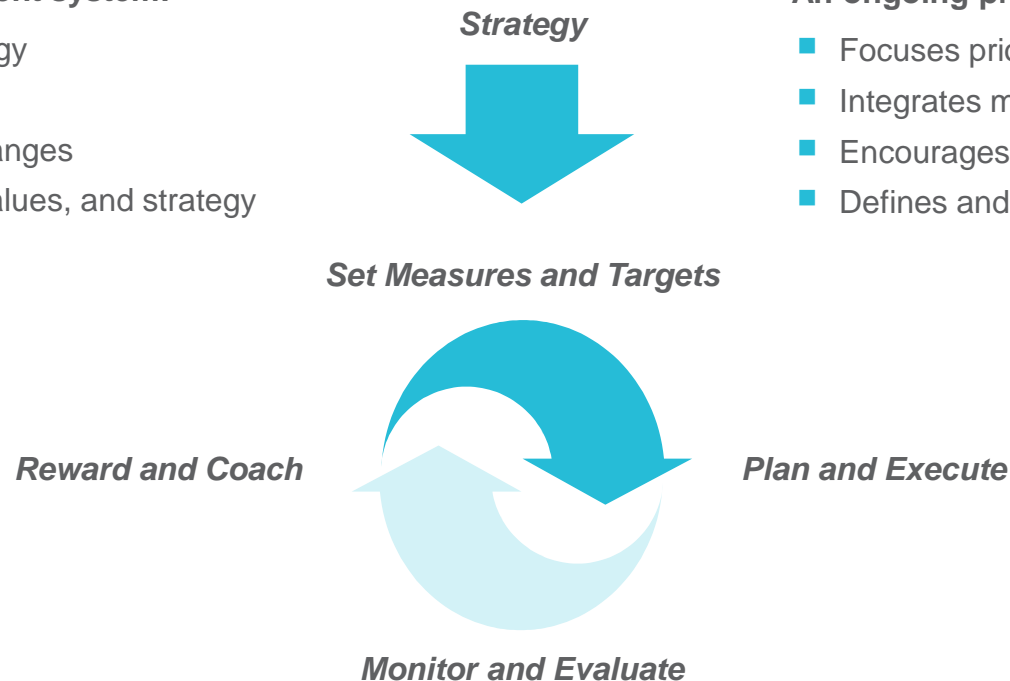 Strategy
gy
anges
alues, and strategy
Focuses
Integrates
Encourages
Defines and
Set Measures and Targets
Reward and Coach
Plan and Execute
Monitor and Evaluate